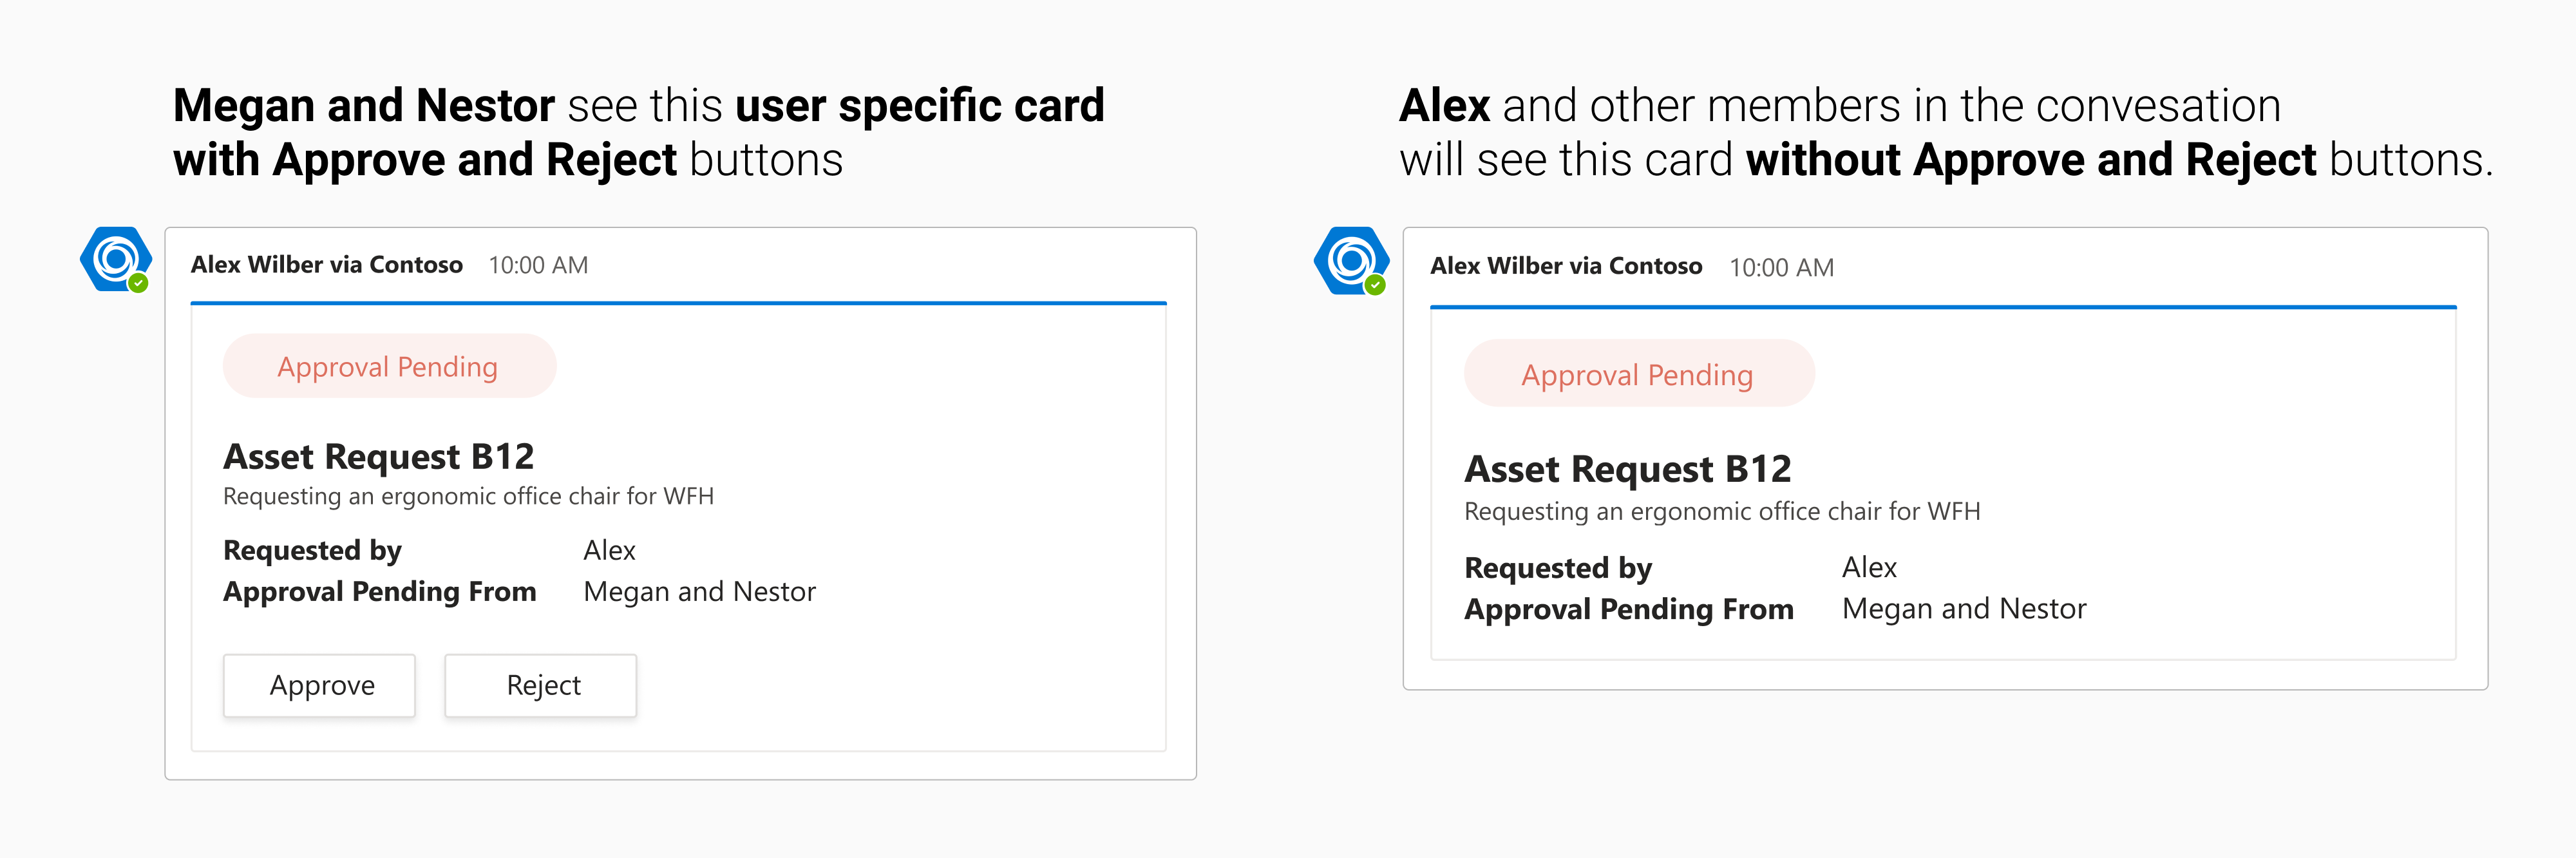 Megan and Nestor see this user specific card
with Approve and Reject buttons
Alex Wilber via Contoso 10:00 AM
Approval Pending
Asset Request B12
Requesting an ergonomic office chair for WFH
Requested by Alex
Approval Pending From Megan and Nestor
Approve Reject
Alex and other members in the convesation
will see this card without Approve and Reject buttons.
Alex Wilber via Contoso 10:00 AM
Approval Pending
Asset Request B12
Requesting an ergonomic office chair for WFH
Requested by Alex
Approval Pending From Megan and Nestor